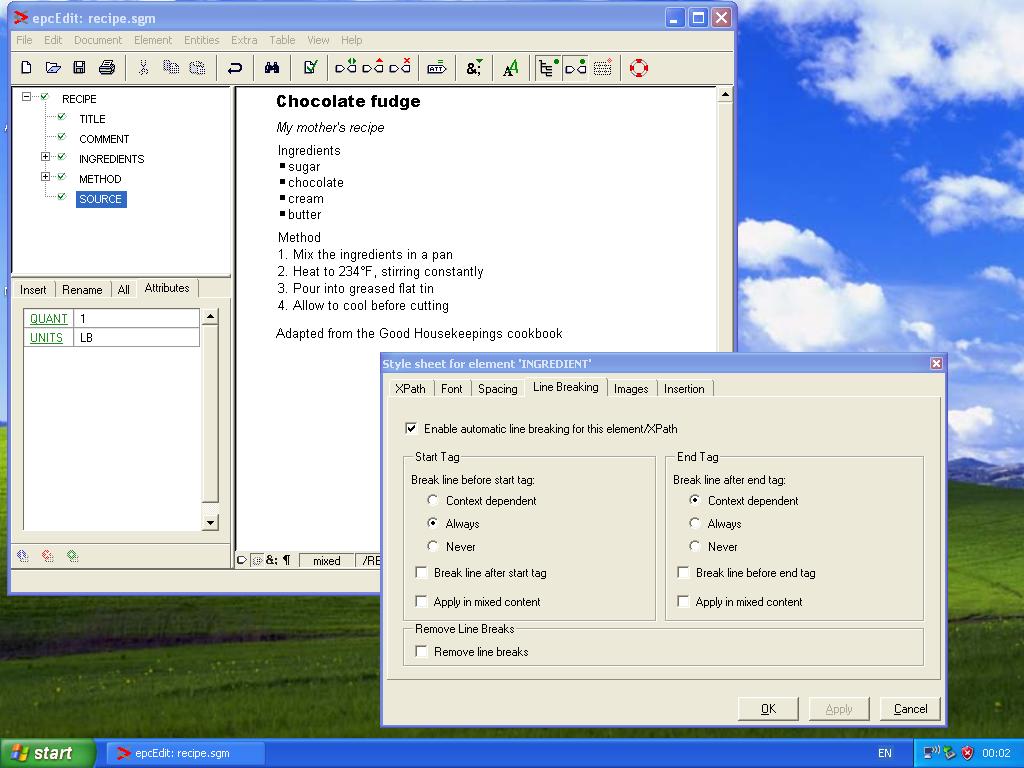 epcEdit: recipe.sgm
File Edit Document Element Entities Extra Table View Help
RECIPE
TITLE
COMMENT
INGREDIENTS
METHOD
SOURCE
Insert Rename All Attributes
QUANT 1
UNITS LB
Chocolate fudge
My mother's recipe
Ingredients
sugar
chocolate
cream
butter
Method
1. Mix the ingredients in a pan
2. Heat to 234°F, stirring constantly
3. Pour into greased flat tin
4. Allow to cool before cutting
Adapted from the Good Housekeepings cookbook
&; ¶ mixed /RE
Style sheet for element 'INGREDIENT'
XPath Font Spacing Line Breaking Images Insertion
Enable automatic line breaking for this element/XPath
Start Tag
Break line before start tag:
Context dependent
Always
Never
Break line after start tag
Apply in mixed content
End Tag
Break line after end tag:
Context dependent
Always
Never
Break line before end tag
Apply in mixed content
Remove Line Breaks
Remove line breaks
OK Apply Cancel
start epcEdit: recipe.sgm EN 00:02